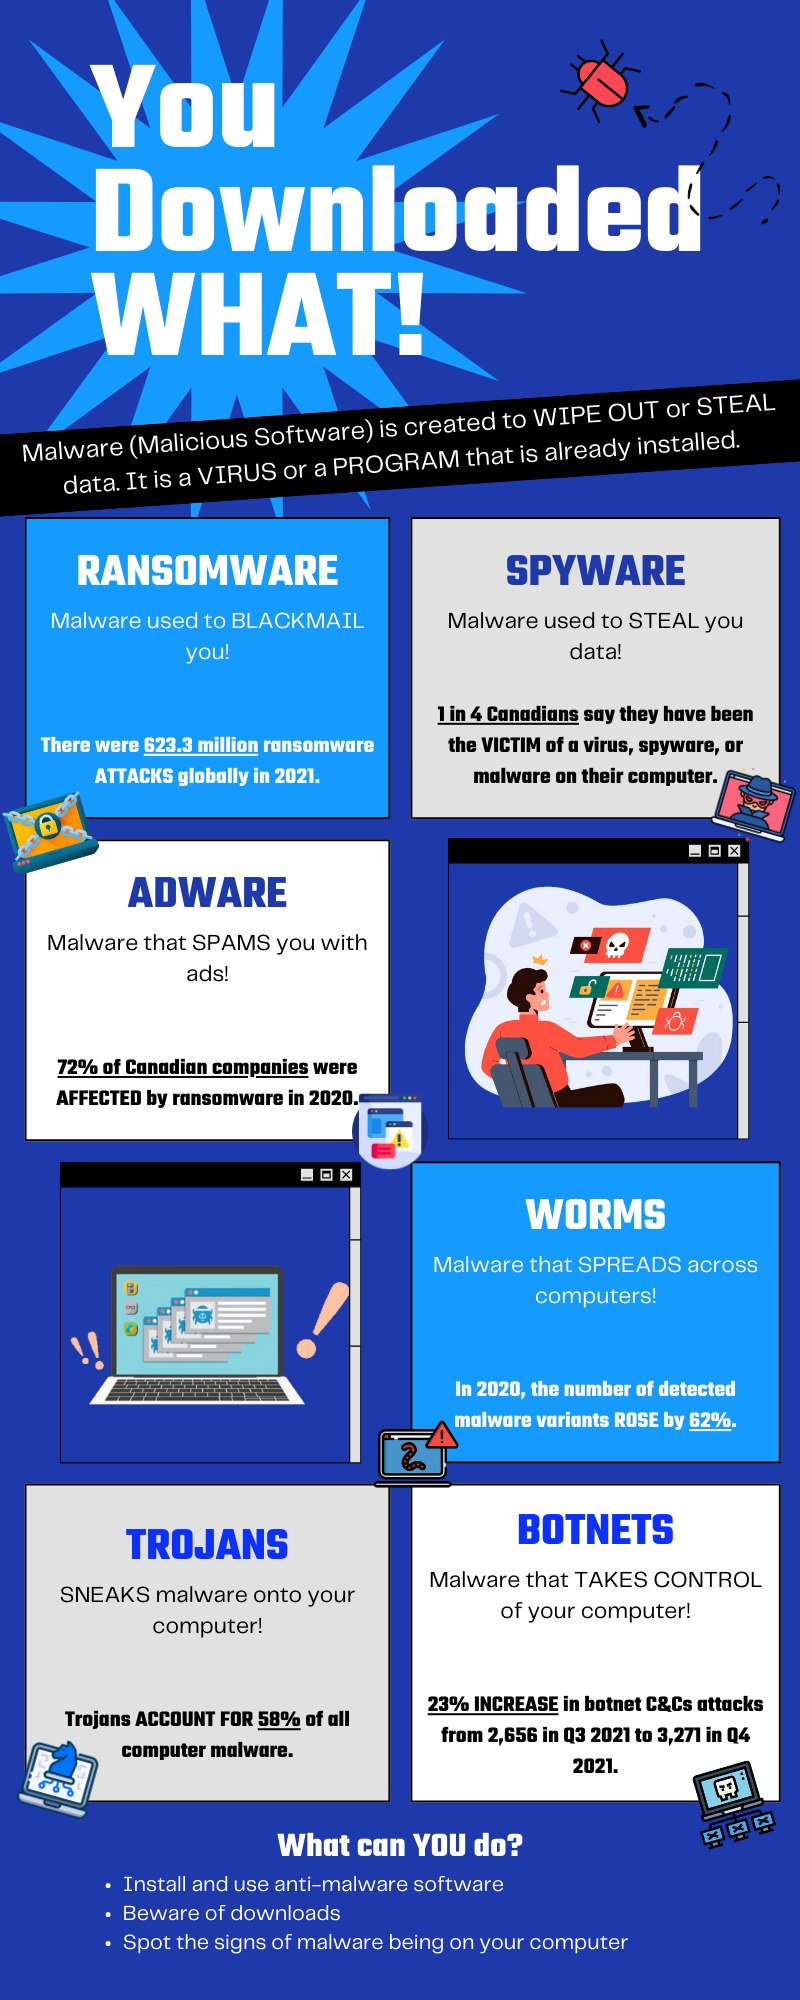 You
Downloaded
WHAT!
Malware (Malicious Software) is created to WIPE OUT or STEAL
data. It is a VIRUS or a PROGRAM that is already installed.
RANSOMWARE
Malware used to BLACKMAIL
you!
There were 623.3 million ransomware
ATTACKS globally in 2021.
SPYWARE
Malware used to STEAL you
data!
1 in 4 Canadians say they have been
the VICTIM of a virus, spyware, or
malware on their computer.
ADWARE
Malware that SPAMS you with
ads!
72% of Canadian companies were
AFFECTED by ransomware in 2020.
WORMS
Malware that SPREADS across
computers!
In 2020, the number of detected
malware variants ROSE by 62%.
TROJANS
SNEAKS malware onto your
computer!
Trojans ACCOUNT FOR 58% of all
computer malware.
BOTNETS
Malware that TAKES CONTROL
of your computer!
23% INCREASE in botnet C&Cs attacks
from 2,656 in Q3 2021 to 3,271 in Q4
2021.
What can YOU do?
• Install and use anti-malware software
• Beware of downloads
• Spot the signs of malware being on your computer